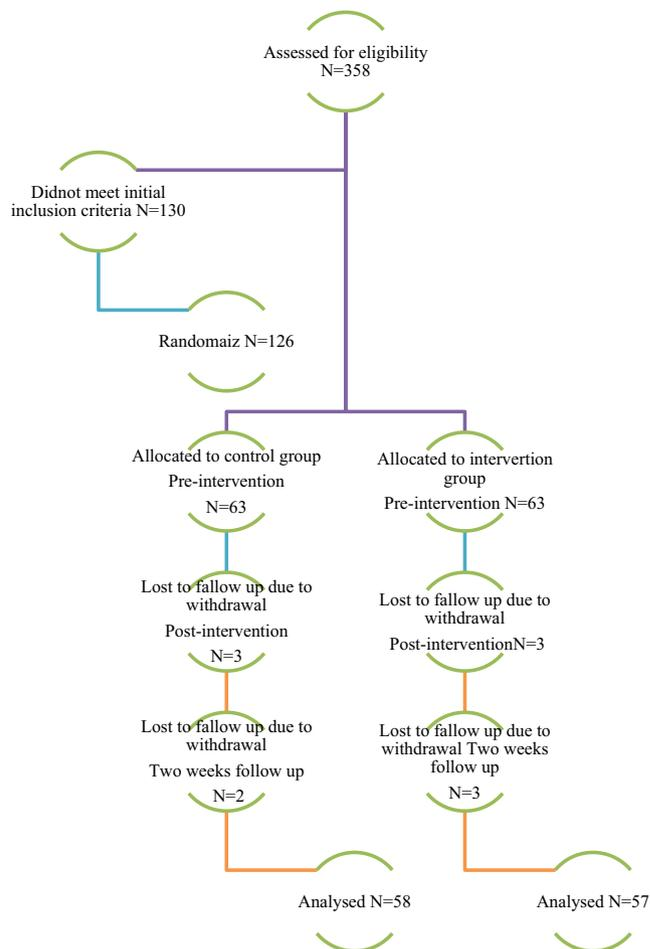 Assessed for eligibility
N=358
Didnot meet initial
inclusion criteria N=130
Randomaiz N=126
Allocated to control group
Pre-intervention
N=63
Allocated to intervertion
group
Pre-intervention N=63
Lost to fallow up due to
withdrawal
Post-intervention
N=3
Lost to fallow up due to
withdrawal
Post-interventionN=3
Lost to fallow up due to
withdrawal
Two weeks follow up
N=2
Lost to fallow up due to
withdrawal Two weeks
follow up
N=3
Analysed N=58
Analysed N=57